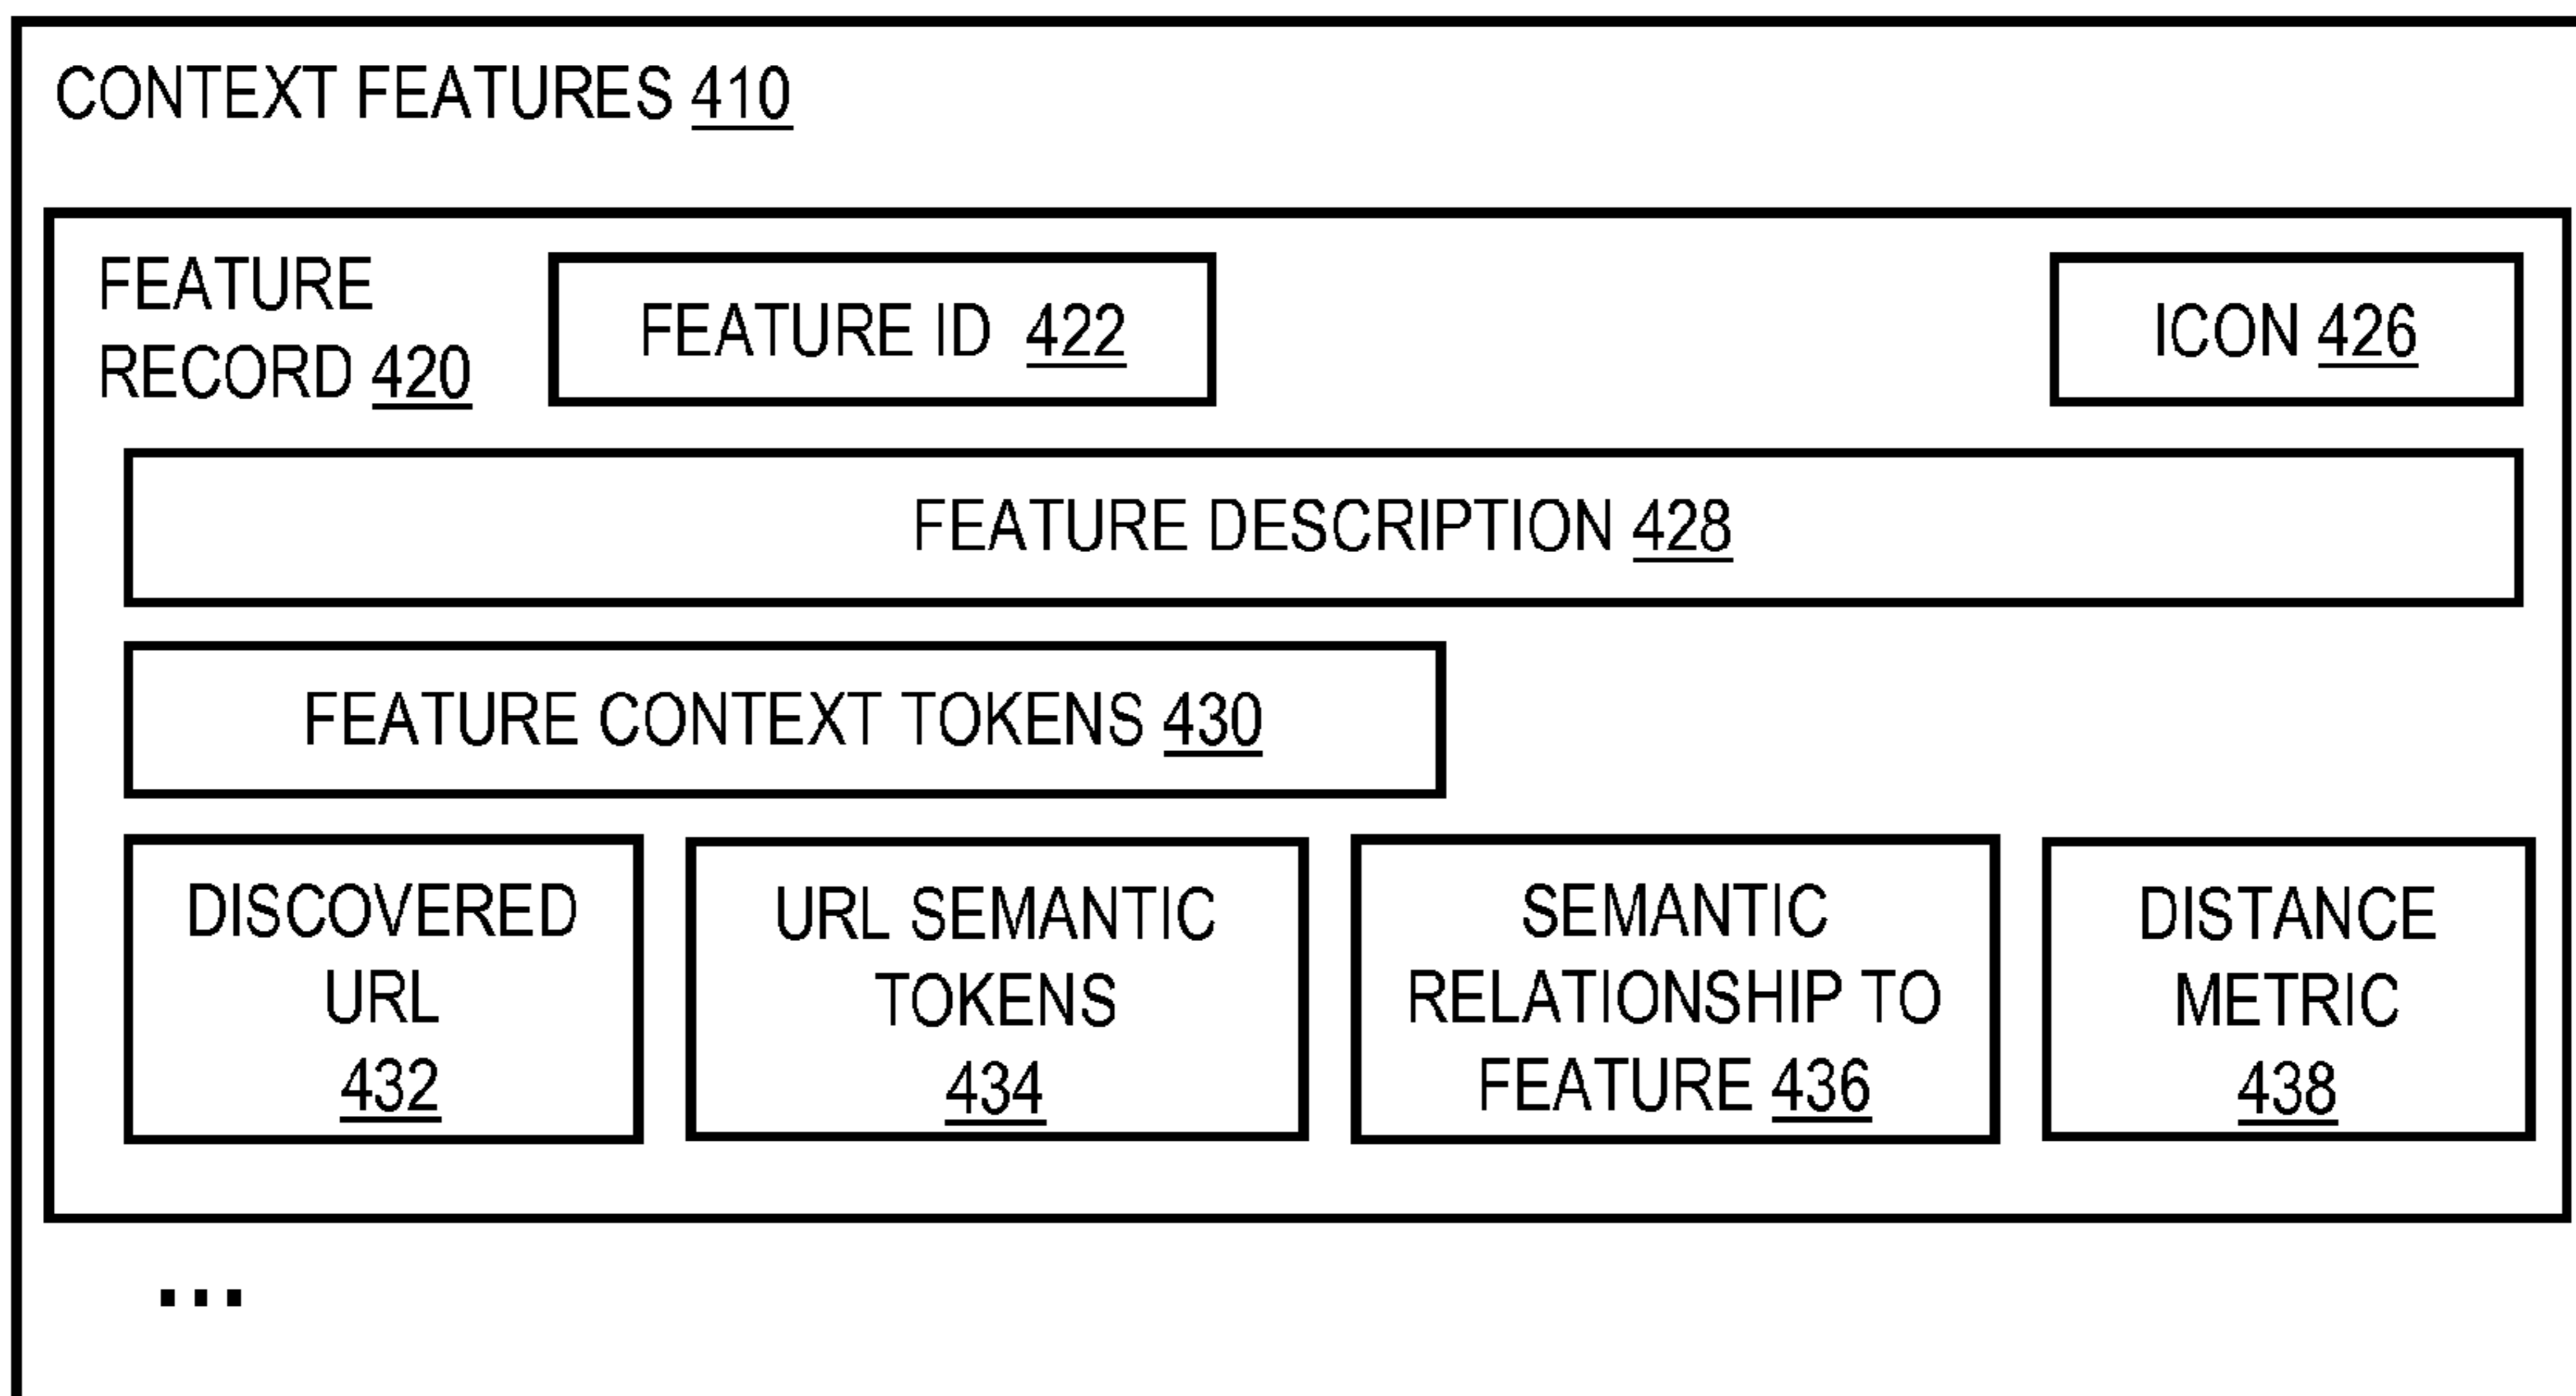 CONTEXT FEATURES 410
FEATURE
RECORD 420
FEATURE ID 422
ICON 426
FEATURE DESCRIPTION 428
FEATURE CONTEXT TOKENS 430
DISCOVERED
URL
432
URL SEMANTIC
TOKENS
434
SEMANTIC
RELATIONSHIP TO
FEATURE 436
DISTANCE
METRIC
438
...